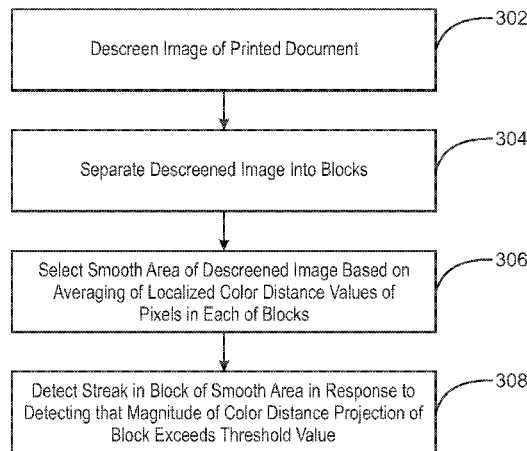 302
Descreen Image of Printed Document
304
Separate Descreened Image Into Blocks
306
Select Smooth Area of Descreened Image Based on
Averaging of Localized Color Distance Values of
Pixels in Each of Blocks
308
Detect Streak in Block of Smooth Area in Response to
Detecting that Magnitude of Color Distance Projection of
Block Exceeds Threshold Value